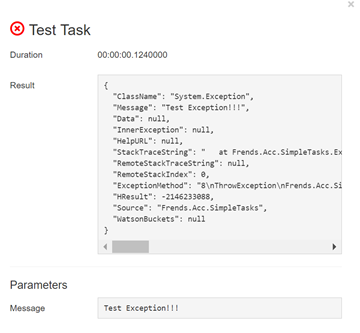 Test Task
Duration 00:00:00.1240000
Result
{
"ClassName": "System.Exception",
"Message": "Test Exception!!!",
"Data": null,
"InnerException": null,
"HelpURL": null,
"StackTraceString": "   at Frends.Acc.SimpleTasks.Ex
"RemoteStackTraceString": null,
"RemoteStackIndex": 0,
"ExceptionMethod": "8\nThrowException\nFrends.Acc.Si
"HResult": -2146233088,
"Source": "Frends.Acc.SimpleTasks",
"WatsonBuckets": null
}
Parameters
Message Test Exception!!!